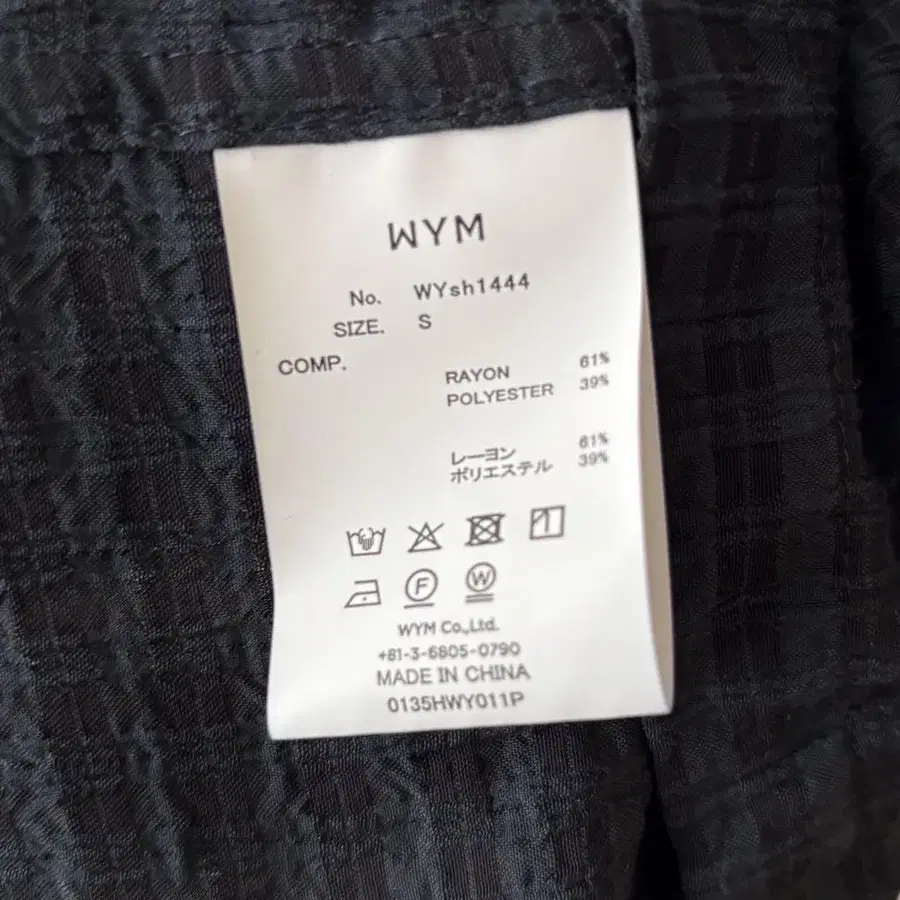 WYM
No. WYsh1444
SIZE. S
COMP.
RAYON 61%
POLYESTER 39%
レーヨン 61%
ポリエステル 39%
F W
WYM Co.,Ltd.
+81-3-6805-0790
MADE IN CHINA
0135HWY011P